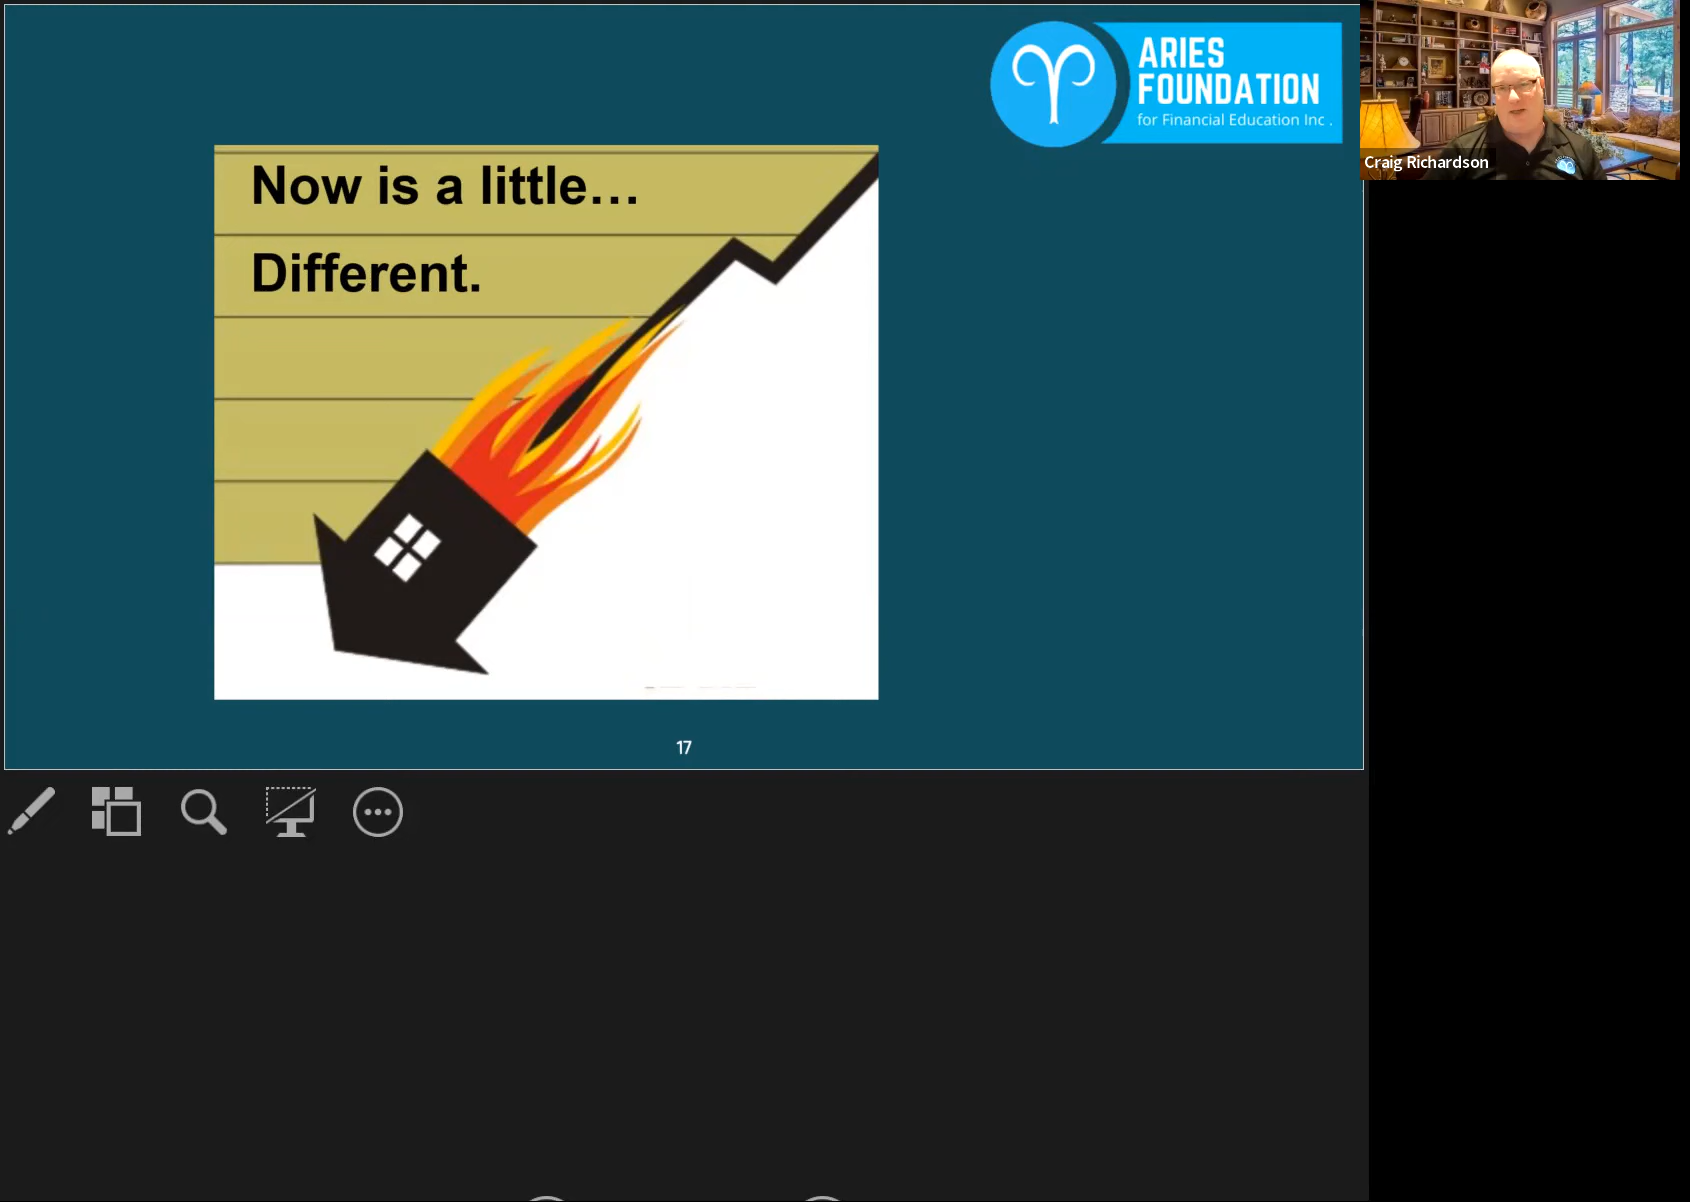 ARIES
FOUNDATION
for Financial Education Inc .
Craig Richardson
Now is a little...
Different.
17